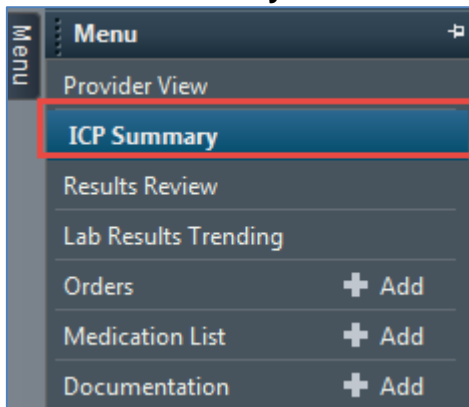 Menu
Menu
Provider View
ICP Summary
Results Review
Lab Results Trending
Orders + Add
Medication List + Add
Documentation + Add